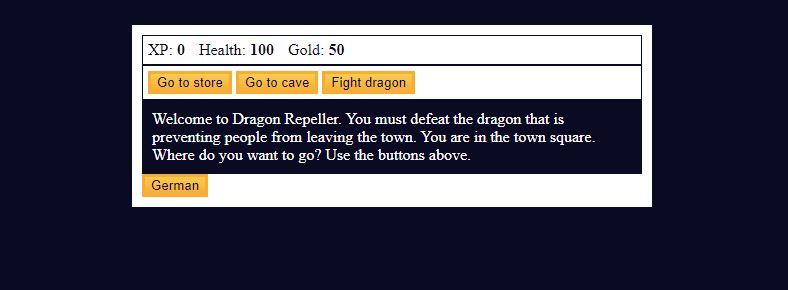 XP: 0 Health: 100 Gold: 50
Go to store Go to cave Fight dragon
Welcome to Dragon Repeller. You must defeat the dragon that is
preventing people from leaving the town. You are in the town square.
Where do you want to go? Use the buttons above.
German